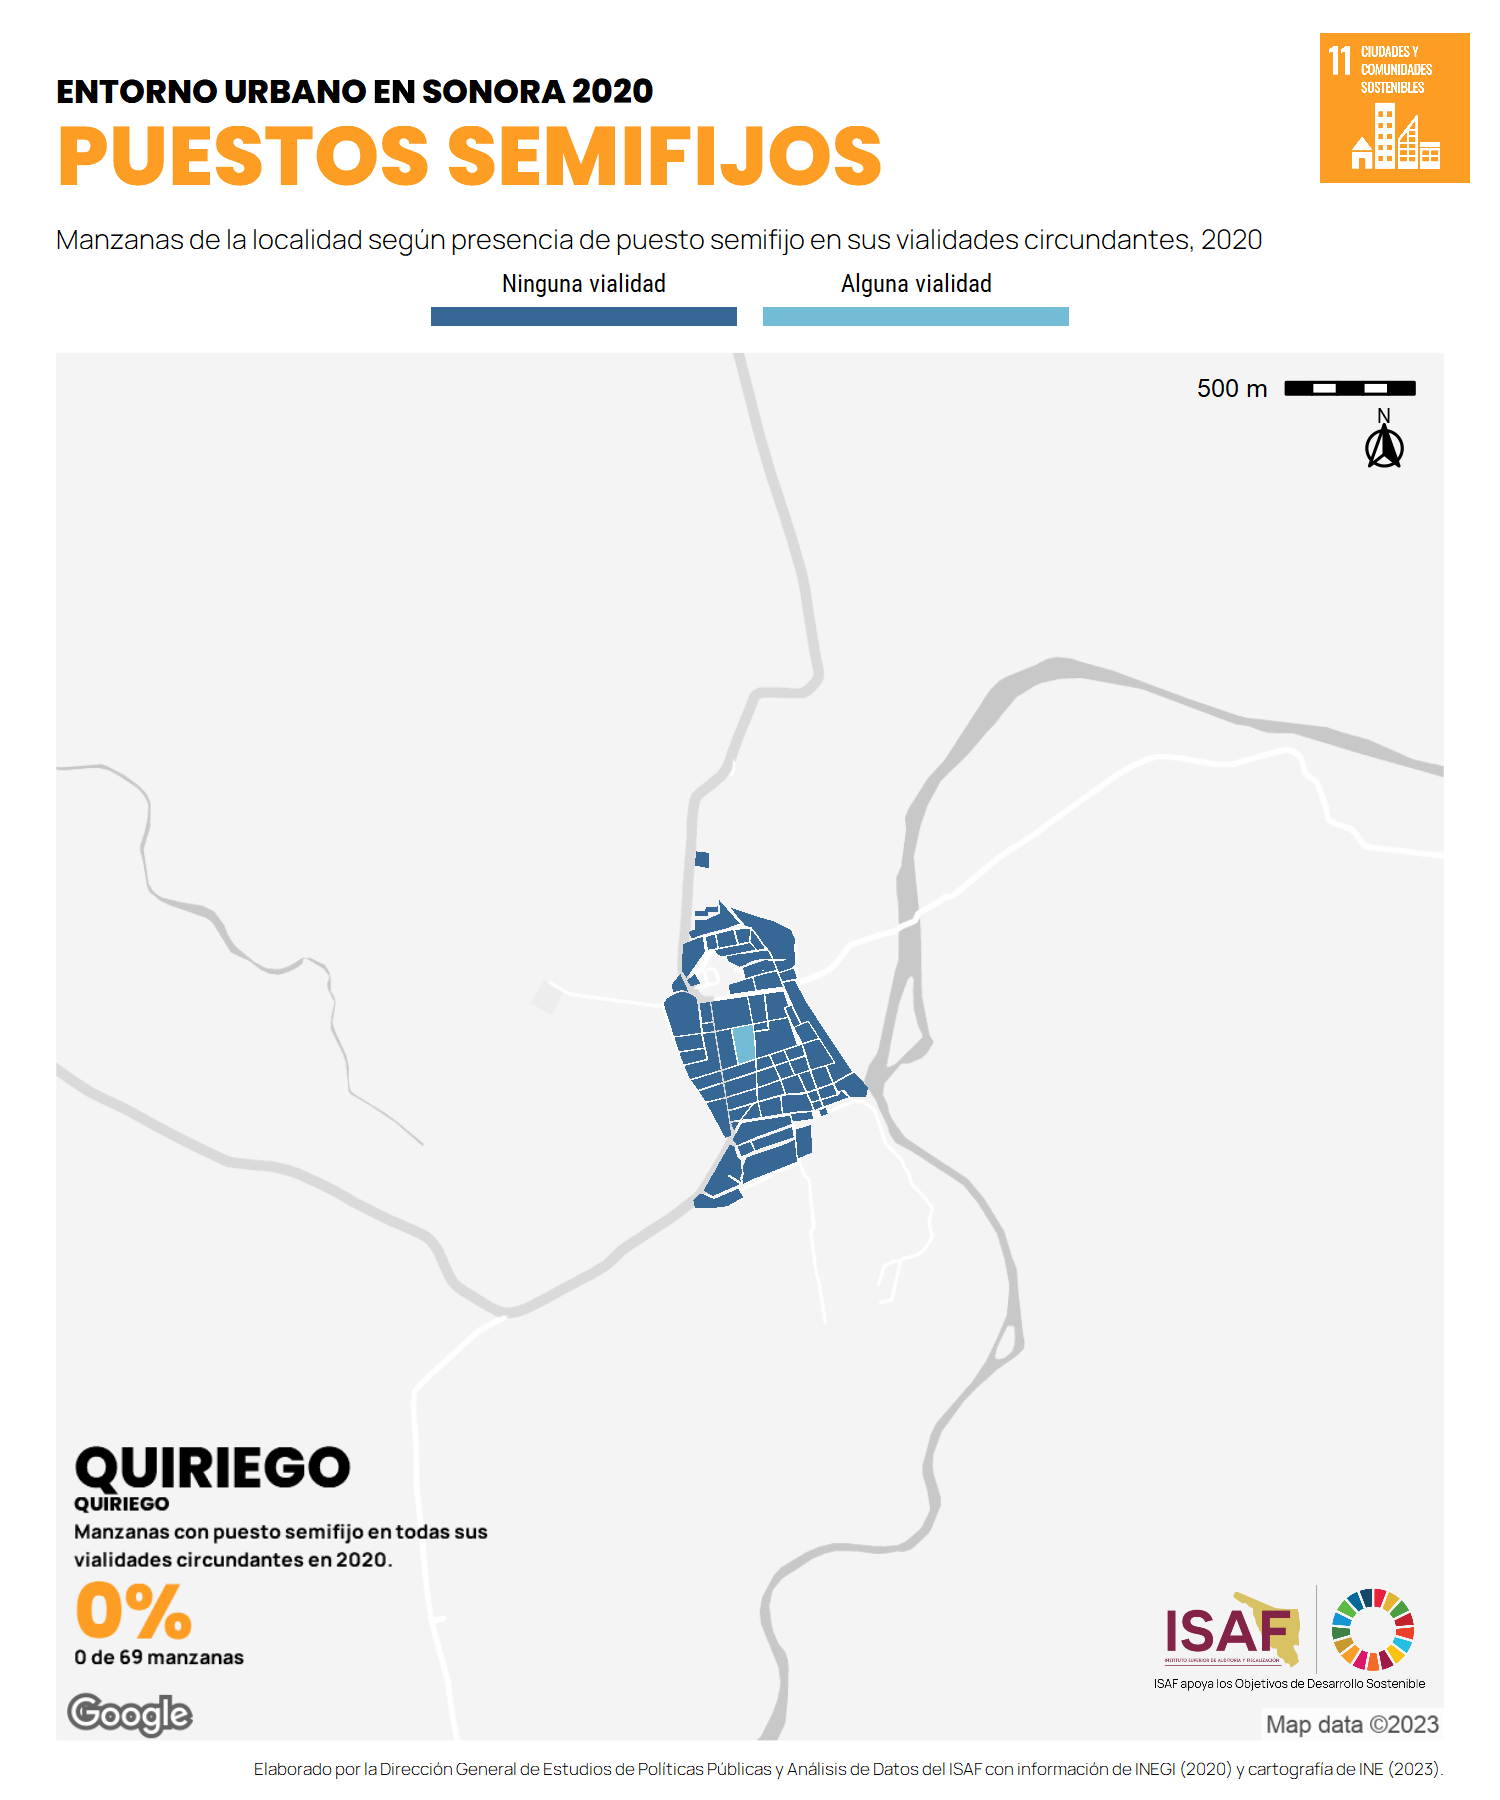 11 CIUDADES Y
COMUNIDADES
SOSTENIBLES
ENTORNO URBANO EN SONORA 2020
PUESTOS SEMIFIJOS
Manzanas de la localidad según presencia de puesto semifijo en sus vialidades circundantes, 2020
Ninguna vialidad
Alguna vialidad
500 m
N
QUIRIEGO
QUIRIEGO
Manzanas con puesto semifijo en todas sus
vialidades circundantes en 2020.
0%
0 de 69 manzanas
Google
ISAF
INSTITUTO SUPERIOR DE AUDITORÍA Y FISCALIZACIÓN
ISAF apoya los Objetivos de Desarrollo Sostenible
Map data ©2023
Elaborado por la Dirección General de Estudios de Políticas Públicas y Análisis de Datos del ISAF con información de INEGI (2020) y cartografía de INE (2023).